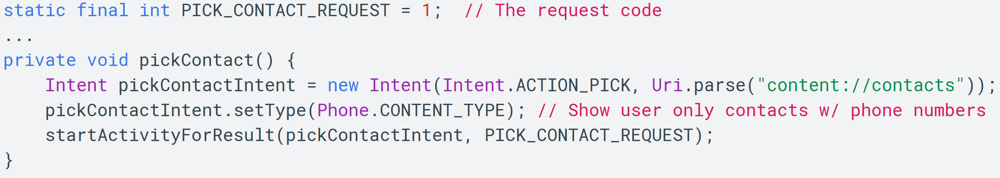 static final int PICK_CONTACT_REQUEST = 1;  // The request code
...
private void pickContact() {
    Intent pickContactIntent = new Intent(Intent.ACTION_PICK, Uri.parse("content://contacts"));
    pickContactIntent.setType(Phone.CONTENT_TYPE); // Show user only contacts w/ phone numbers
    startActivityForResult(pickContactIntent, PICK_CONTACT_REQUEST);
}